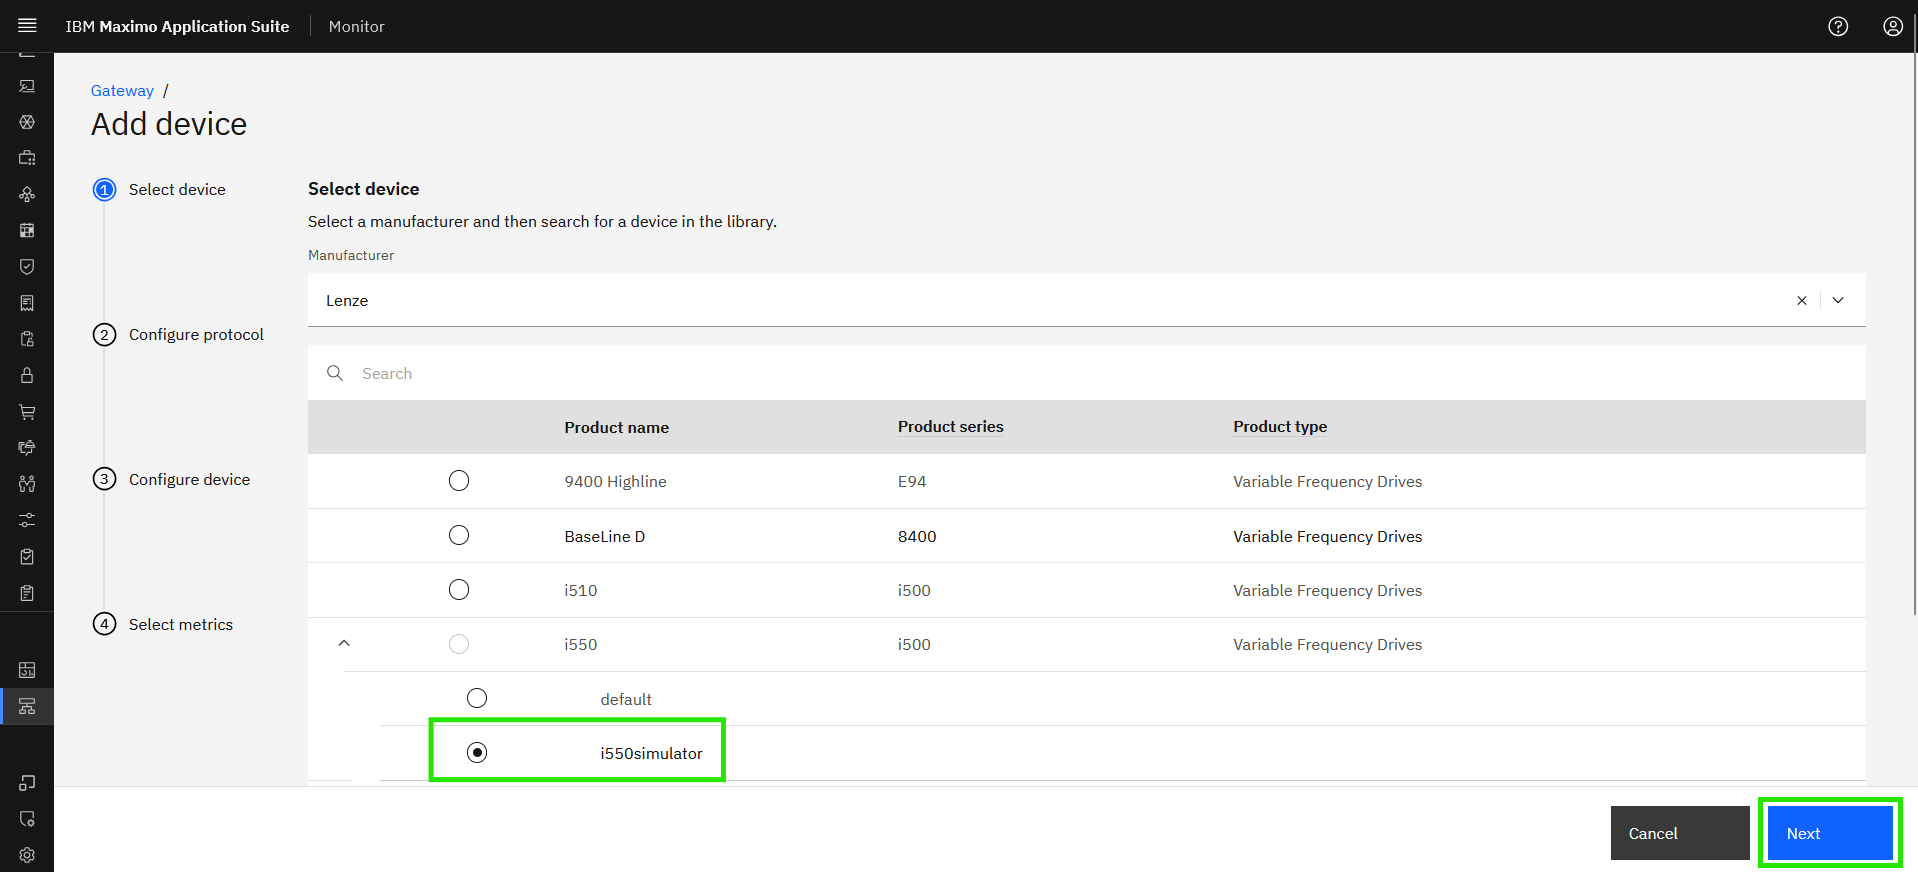 IBM Maximo Application Suite Monitor
Gateway /
Add device
1 Select device
2 Configure protocol
3 Configure device
4 Select metrics
Select device
Select a manufacturer and then search for a device in the library.
Manufacturer
Lenze
Search
Product name Product series Product type
9400 Highline E94 Variable Frequency Drives
BaseLine D 8400 Variable Frequency Drives
i510 i500 Variable Frequency Drives
i550 i500 Variable Frequency Drives
default
i550simulator
Cancel Next